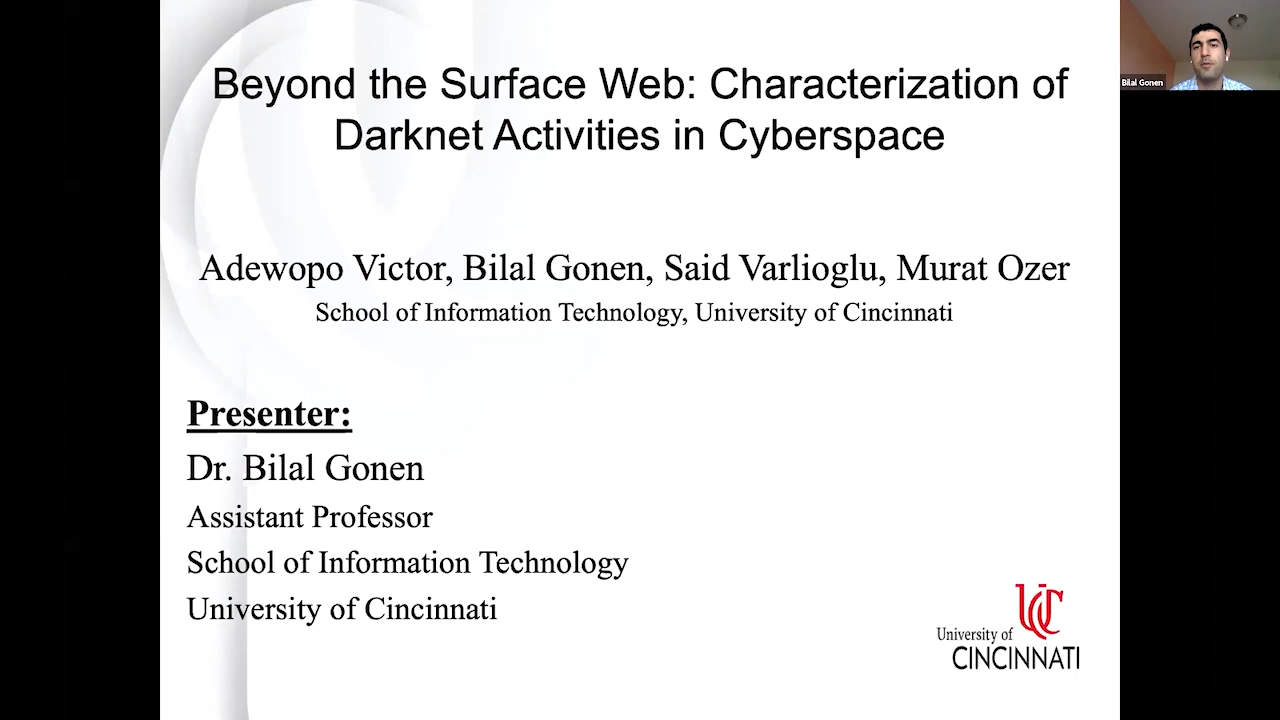 Beyond the Surface Web: Characterization of
Darknet Activities in Cyberspace
Bilal Gonen
Adewopo Victor, Bilal Gonen, Said Varlioglu, Murat Ozer
School of Information Technology, University of Cincinnati
Presenter:
Dr. Bilal Gonen
Assistant Professor
School of Information Technology
University of Cincinnati
UC
University of
CINCINNATI